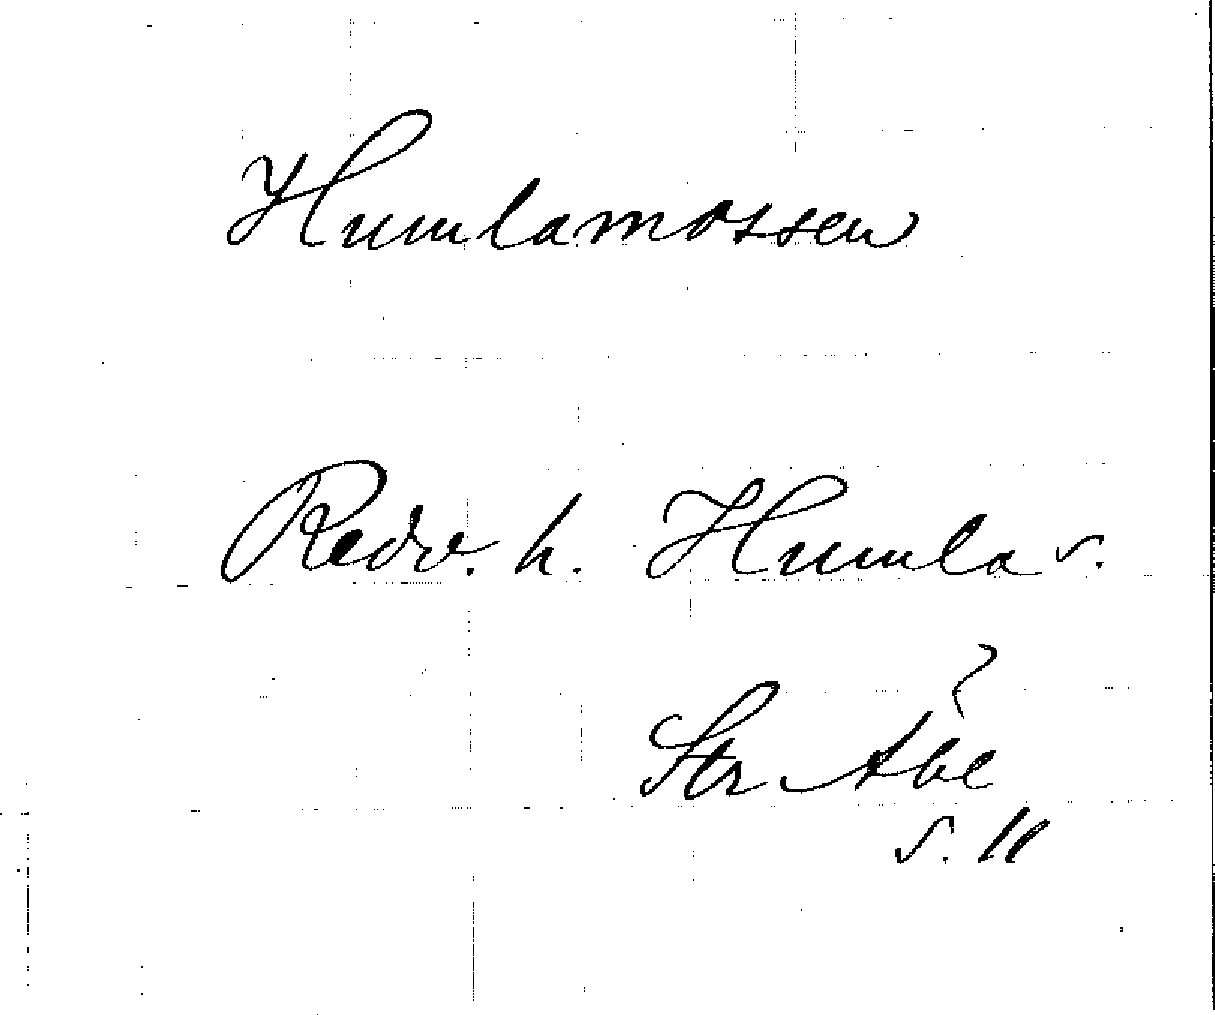 Humlamossen
Redv. h. Humla s.
Str Åbe
s. 11